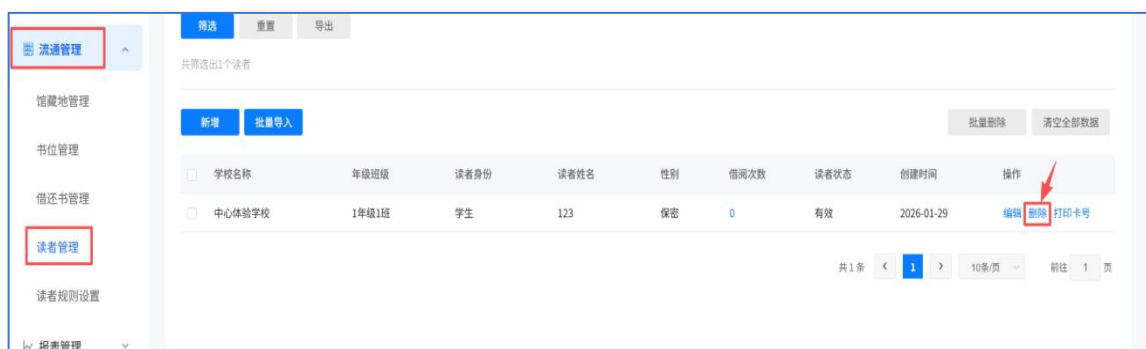 筛选 重置 导出
流通管理
共筛选出1个读者
馆藏地管理
新增 批量导入 批量删除 清空全部数据
书位管理
学校名称 年级班级 读者身份 读者姓名 性别 借阅次数 读者状态 创建时间 操作
借还书管理
中心体验学校 1年级1班 学生 123 保密 0 有效 2026-01-29 编辑 删除 打印卡号
读者管理
共1条 < 1 > 10条/页 前往 1 页
读者规则设置
报表管理